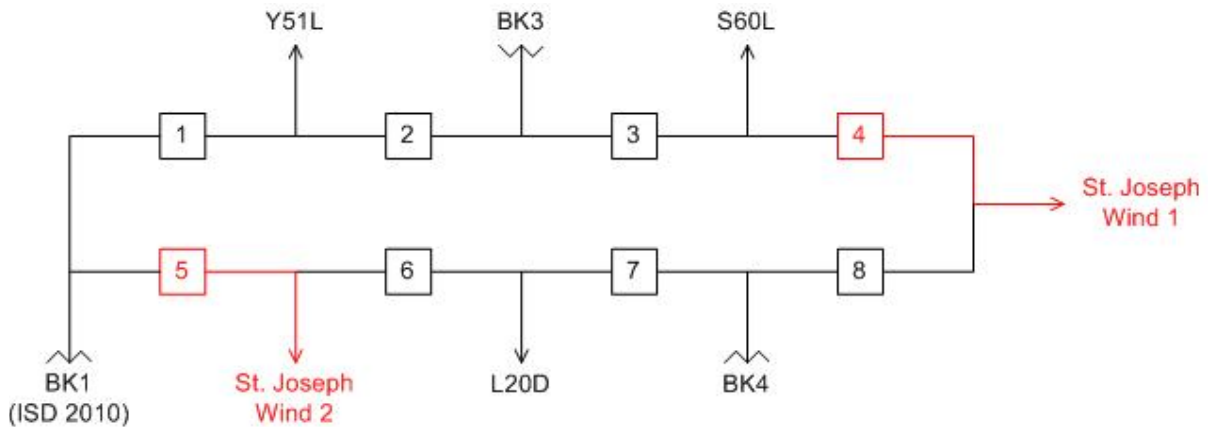 Y51L
BK3
S60L
1
2
3
4
St. Joseph
Wind 1
5
6
7
8
BK1
(ISD 2010)
St. Joseph
Wind 2
L20D
BK4